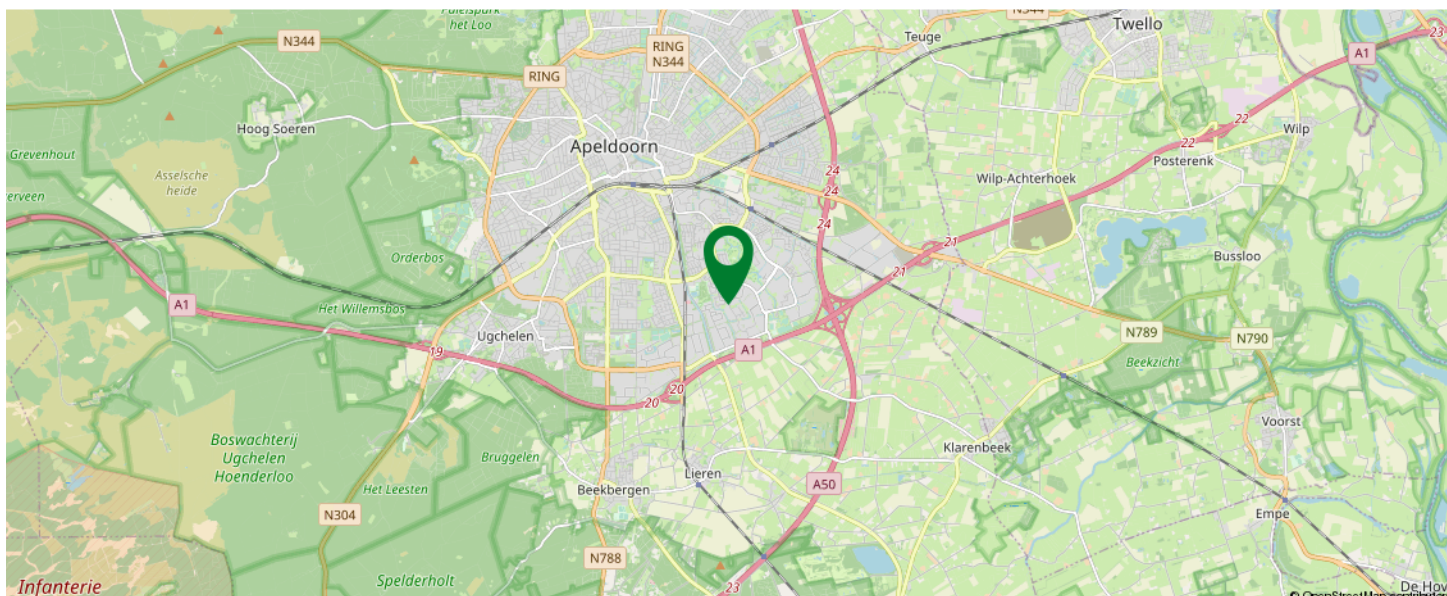 Paleispark
het Loo
N344
Twello
23
N344
RING
N344
Teuge
A1
RING
Hoog Soeren
22
22
Wilp
Grevenhout
Apeldoorn
Posterenk
Asselsche
heide
24
24
24
Wilp-Achterhoek
erveen
21
21
Orderbos
Bussloo
A1
Het Willemsbos
Ugchelen
19
A1
N789
N790
Beekzicht
20
20
Voorst
Boswachterij
Ugchelen
Hoenderloo
Bruggelen
Klarenbeek
Lieren
Het Leesten
Beekbergen
A50
N304
Empe
N788
Spelderholt
23
Infanterie
De Hov
© OpenStreetMap contributors